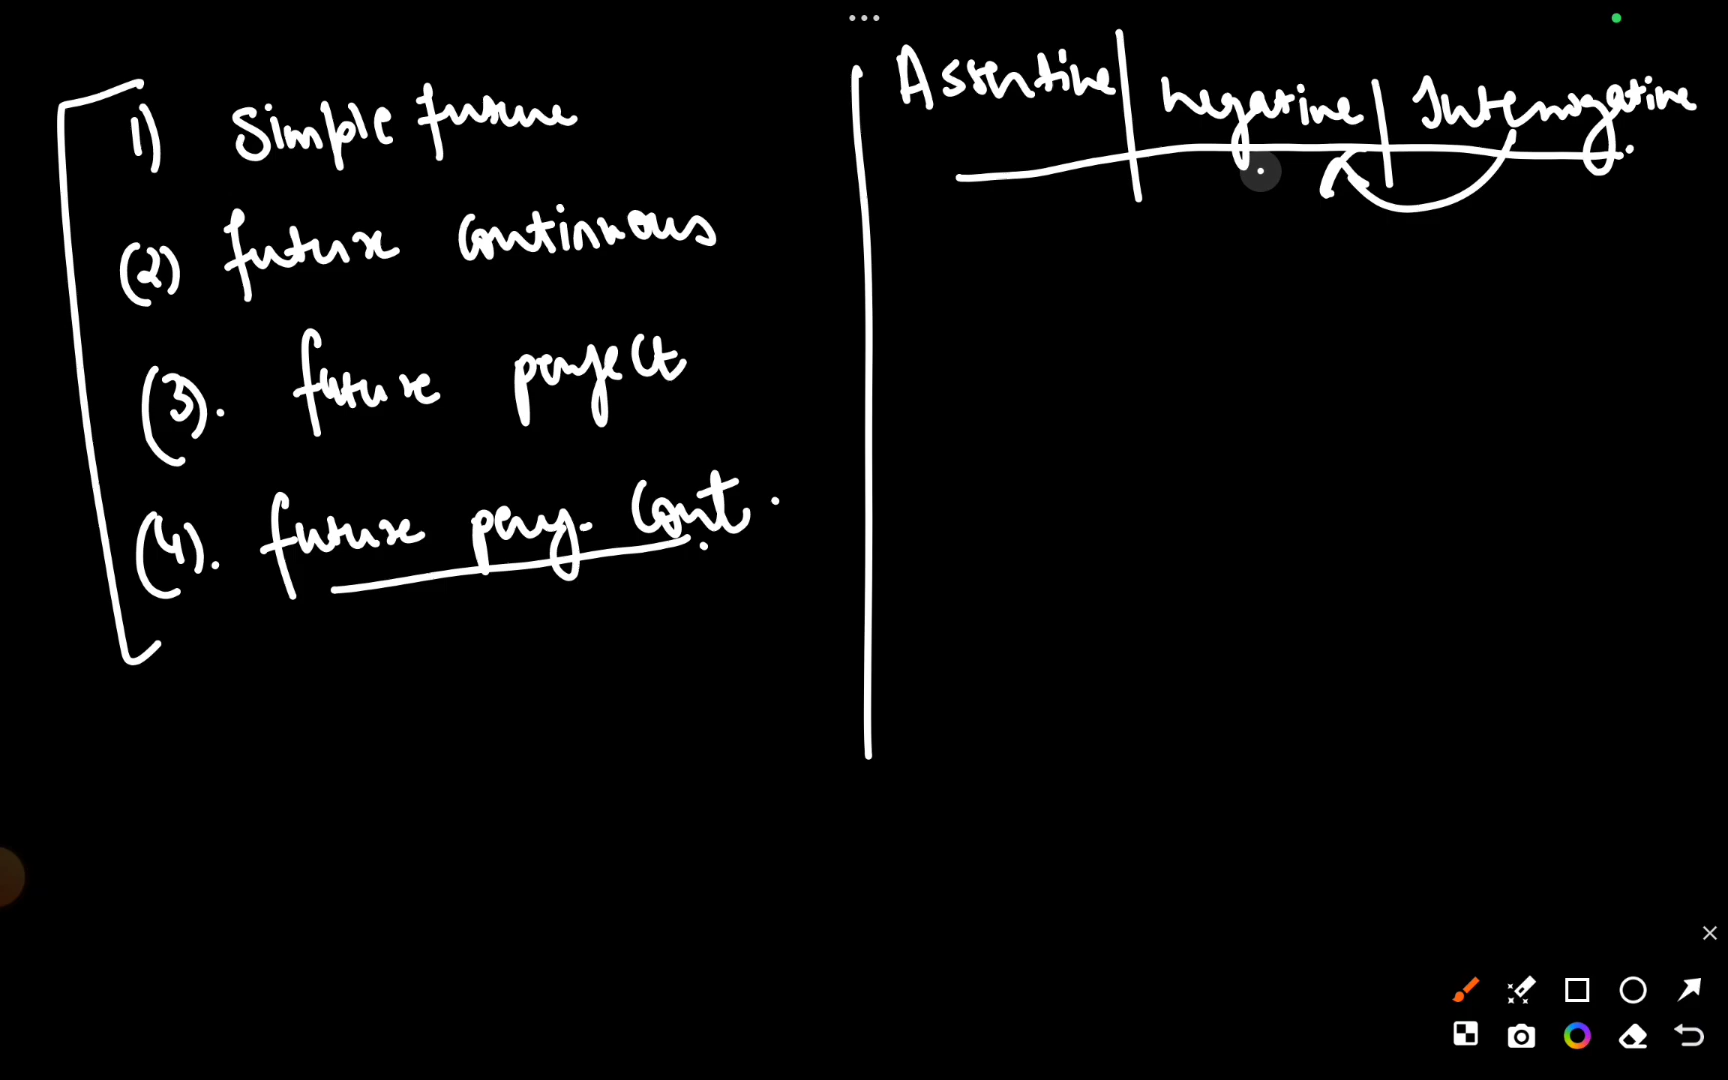 1) Simple future
(2) future continuous
(3). future perfect
(4). future perf. Cont.
Assertive | negative | Interrogative.